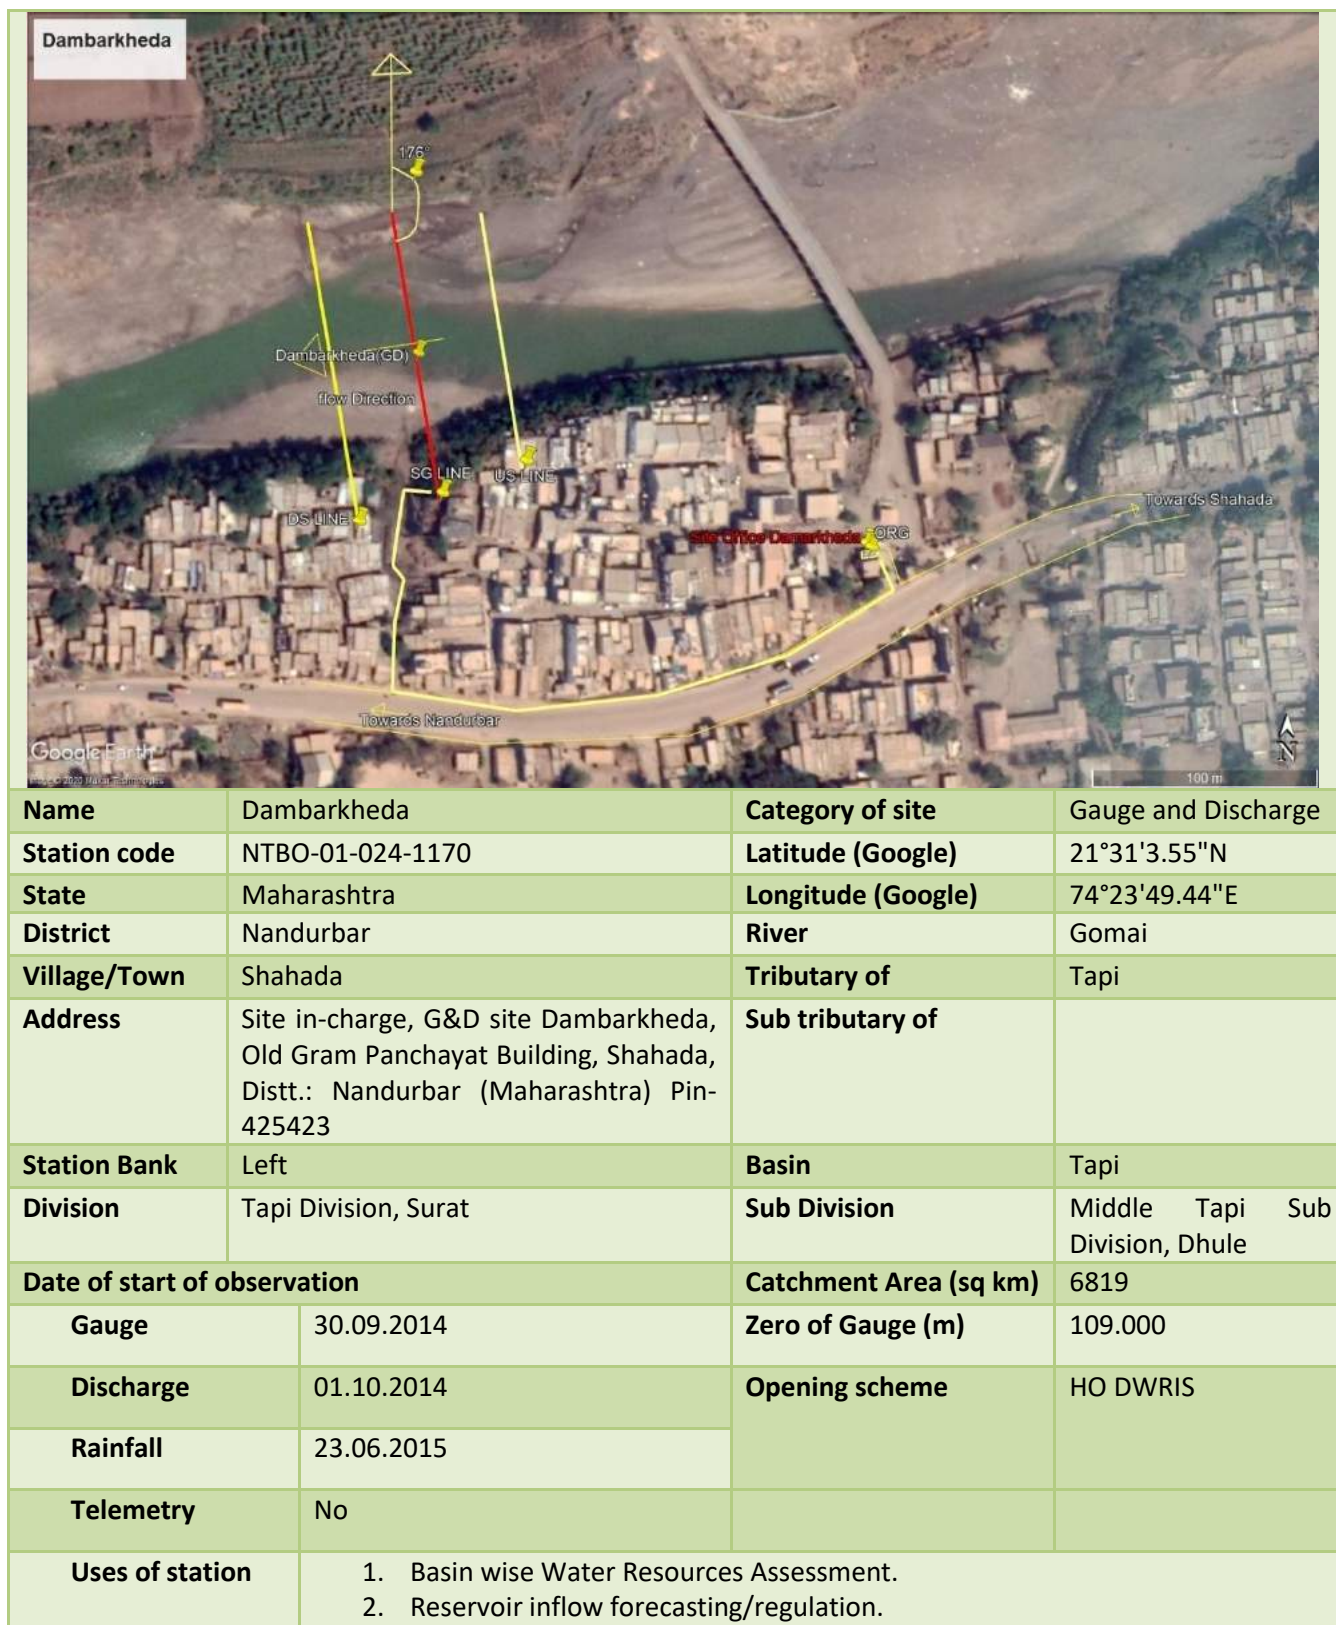 Dambarkheda
176°
Dambarkheda(GD)
flow Direction
SG LINE
US LINE
DS LINE
Site Office Damarkheda
ORG
Towards Shahada
Towards Nandurbar
Google Earth
N
100 m
Name Dambarkheda Category of site Gauge and Discharge
Station code NTBO-01-024-1170 Latitude (Google) 21°31'3.55"N
State Maharashtra Longitude (Google) 74°23'49.44"E
District Nandurbar River Gomai
Village/Town Shahada Tributary of Tapi
Address Site in-charge, G&D site Dambarkheda, Sub tributary of
Old Gram Panchayat Building, Shahada,
Distt.: Nandurbar (Maharashtra) Pin-
425423
Station Bank Left Basin Tapi
Division Tapi Division, Surat Sub Division Middle Tapi Sub
Division, Dhule
Date of start of observation Catchment Area (sq km) 6819
Gauge 30.09.2014 Zero of Gauge (m) 109.000
Discharge 01.10.2014 Opening scheme HO DWRIS
Rainfall 23.06.2015
Telemetry No
Uses of station 1. Basin wise Water Resources Assessment.
2. Reservoir inflow forecasting/regulation.